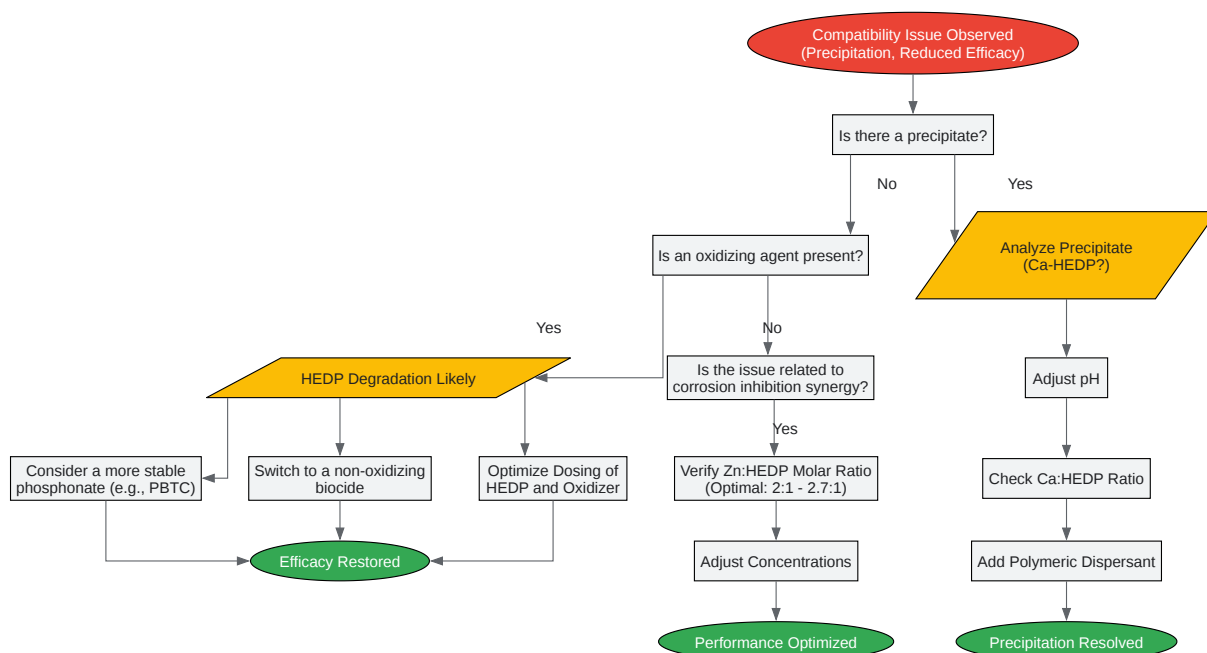 Compatibility Issue Observed
(Precipitation, Reduced Efficacy)
Is there a precipitate?
No
Yes
Is an oxidizing agent present?
Analyze Precipitate
(Ca-HEDP?)
Yes
No
HEDP Degradation Likely
Is the issue related to
corrosion inhibition synergy?
Adjust pH
Yes
Consider a more stable
phosphonate (e.g., PBTC)
Switch to a non-oxidizing
biocide
Optimize Dosing of
HEDP and Oxidizer
Verify Zn:HEDP Molar Ratio
(Optimal: 2:1 - 2.7:1)
Check Ca:HEDP Ratio
Efficacy Restored
Adjust Concentrations
Add Polymeric Dispersant
Performance Optimized
Precipitation Resolved